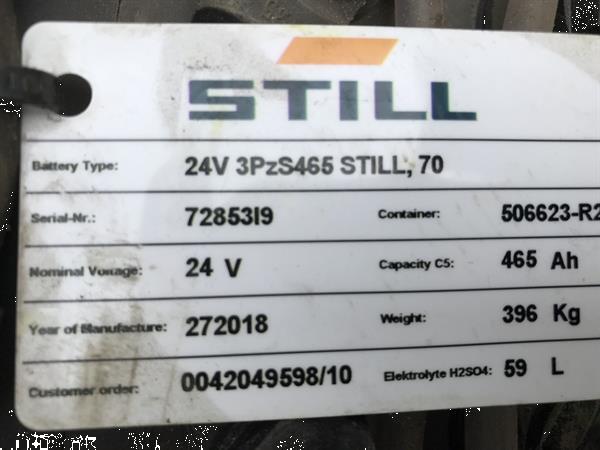 STILL
Battery Type: 24V 3PzS465 STILL, 70
Serial-Nr.: 72853I9 Container: 506623-R2
Nominal Voltage: 24 V Capacity C5: 465 Ah
Year of Manufacture: 272018 Weight: 396 Kg
Customer order: 0042049598/10 Elektrolyte H2SO4: 59 L